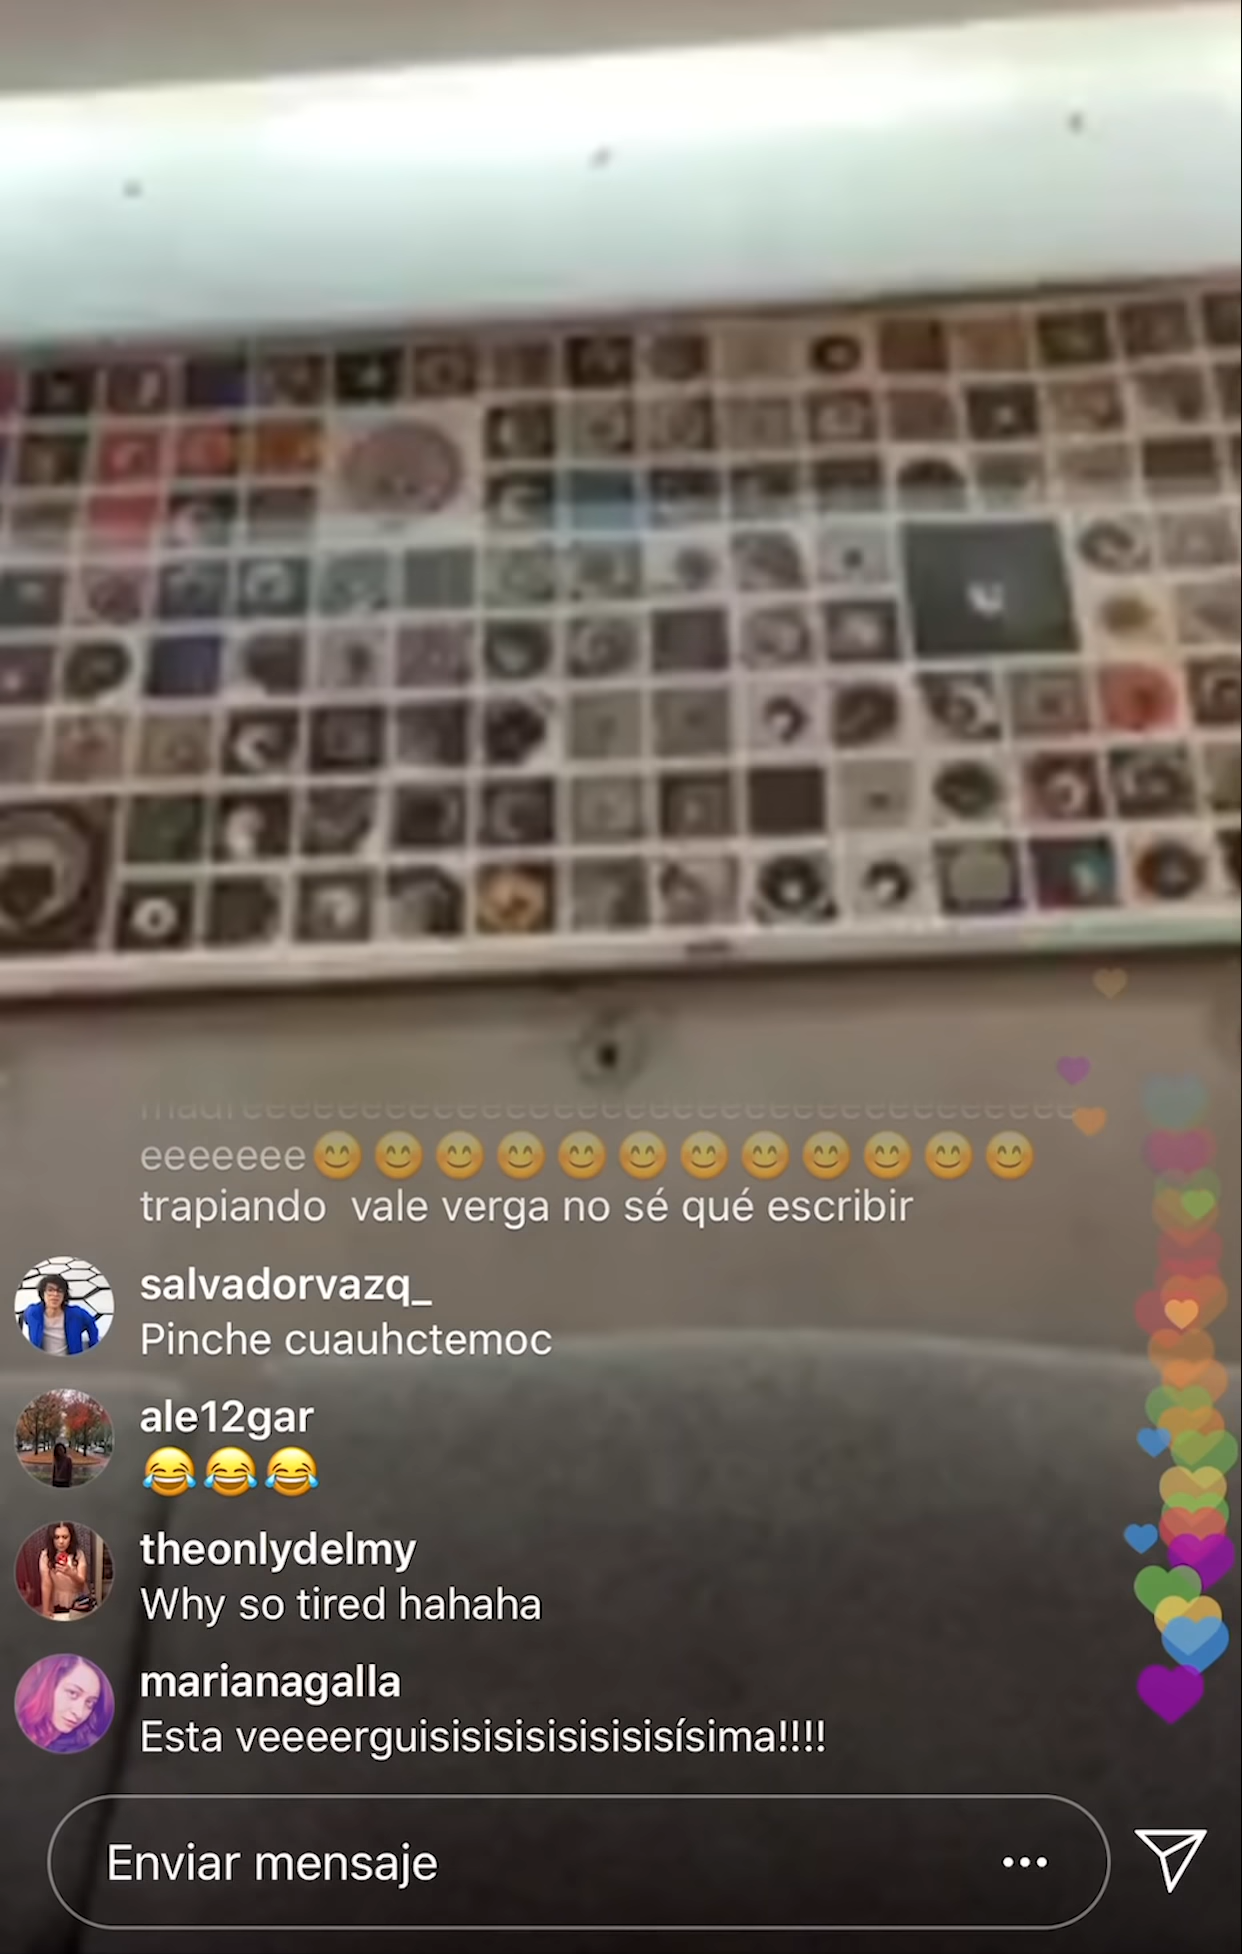 eeeeeee😊😊😊😊😊😊😊😊😊😊😊😊
trapiando  vale verga no sé qué escribir
salvadorvazq_
Pinche cuauhctemoc
ale12gar
😂😂😂
theonlydelmy
Why so tired hahaha
marianagalla
Esta veeeerguisisisisisisisisísima!!!!
Enviar mensaje